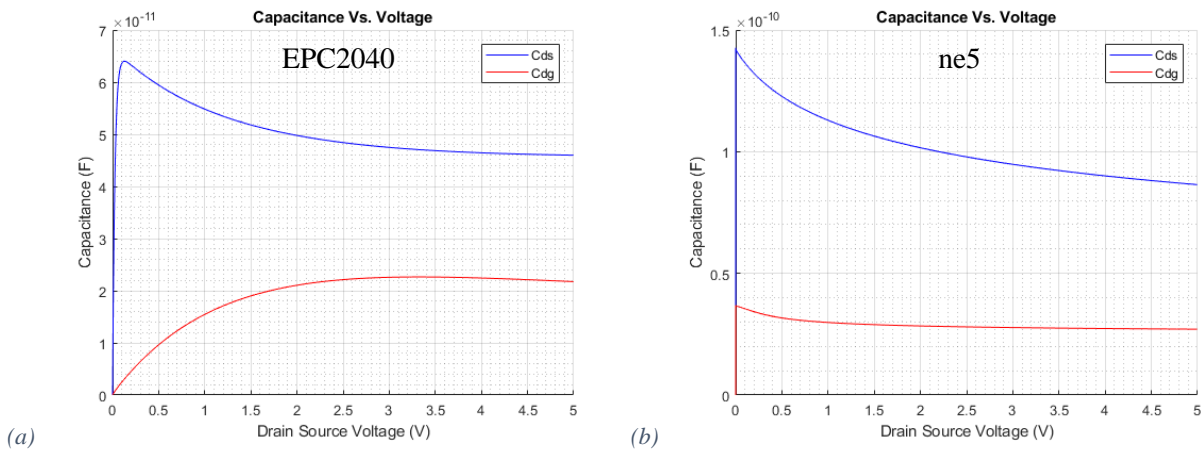 Capacitance Vs. Voltage
×10⁻¹¹
EPC2040
Cds
Cdg
7
6
5
4
3
2
1
0
Capacitance (F)
0 0.5 1 1.5 2 2.5 3 3.5 4 4.5 5
Drain Source Voltage (V)
(a)
Capacitance Vs. Voltage
×10⁻¹⁰
ne5
Cds
Cdg
1.5
1
0.5
0
Capacitance (F)
0 0.5 1 1.5 2 2.5 3 3.5 4 4.5 5
Drain Source Voltage (V)
(b)